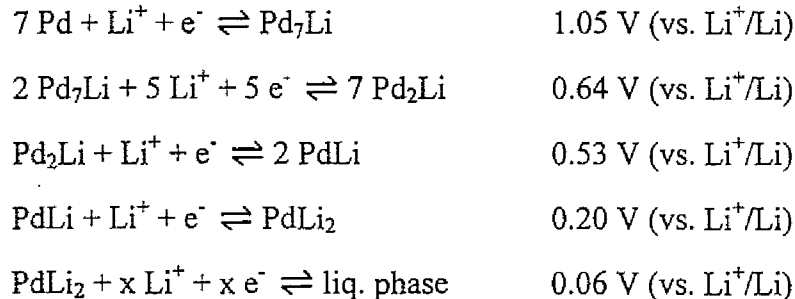 7 Pd + Li⁺ + e⁻ ⇌ Pd₇Li 1.05 V (vs. Li⁺/Li)
2 Pd₇Li + 5 Li⁺ + 5 e⁻ ⇌ 7 Pd₂Li 0.64 V (vs. Li⁺/Li)
Pd₂Li + Li⁺ + e⁻ ⇌ 2 PdLi 0.53 V (vs. Li⁺/Li)
PdLi + Li⁺ + e⁻ ⇌ PdLi₂ 0.20 V (vs. Li⁺/Li)
PdLi₂ + x Li⁺ + x e⁻ ⇌ liq. phase 0.06 V (vs. Li⁺/Li)